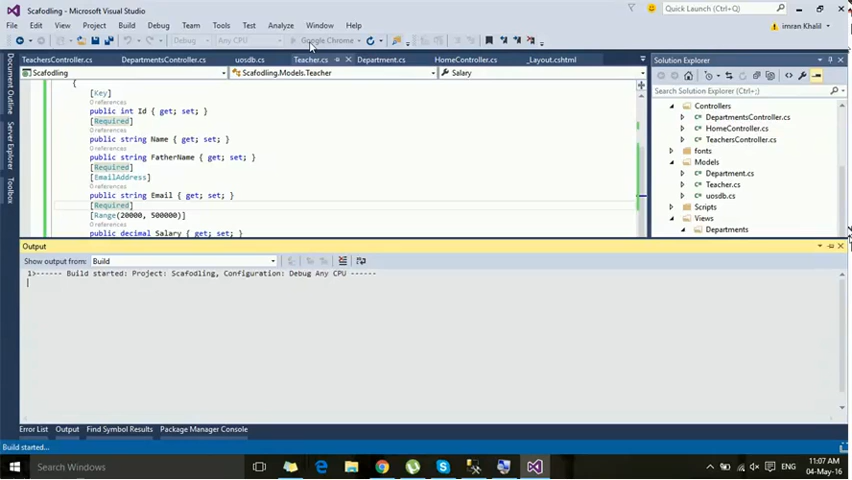 Scafodling - Microsoft Visual Studio
Quick Launch (Ctrl+Q)
File Edit View Project Build Debug Team Tools Test Analyze Window Help
imran Khalil
Debug Any CPU Google Chrome
TeachersController.cs DepartmentsController.cs uosdb.cs Teacher.cs Department.cs HomeController.cs _Layout.cshtml
Scafodling Scafodling.Models.Teacher Salary
{
[Key]
0 references
public int Id { get; set; }
[Required]
0 references
public string Name { get; set; }
0 references
public string FatherName { get; set; }
[Required]
[EmailAddress]
0 references
public string Email { get; set; }
[Required]
[Range(20000, 500000)]
0 references
public decimal Salary { get; set; }
Solution Explorer
Search Solution Explorer (Ctrl+;)
Controllers
DepartmentsController.cs
HomeController.cs
TeachersController.cs
fonts
Models
Department.cs
Teacher.cs
uosdb.cs
Scripts
Views
Departments
Document Outline
Server Explorer
Toolbox
Output
Show output from: Build
1>------ Build started: Project: Scafodling, Configuration: Debug Any CPU ------
Error List Output Find Symbol Results Package Manager Console
Build started...
Search Windows
ENG
11:07 AM
04-May-16